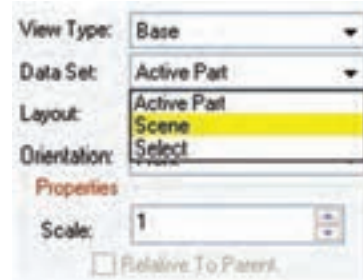 View Type: Base
Data Set: Active Part
Active Part
Layout:
Scene
Select
Orientation:
Properties
Scale: 1
Relative To Parent